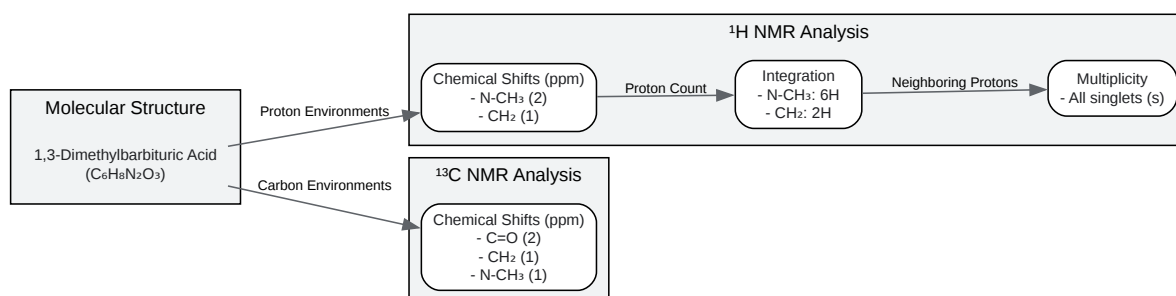 Molecular Structure
1,3-Dimethylbarbituric Acid
(C₆H₈N₂O₃)
Proton Environments
Carbon Environments
¹H NMR Analysis
Chemical Shifts (ppm)
- N-CH₃ (2)
- CH₂ (1)
Proton Count
Integration
- N-CH₃: 6H
- CH₂: 2H
Neighboring Protons
Multiplicity
- All singlets (s)
¹³C NMR Analysis
Chemical Shifts (ppm)
- C=O (2)
- CH₂ (1)
- N-CH₃ (1)